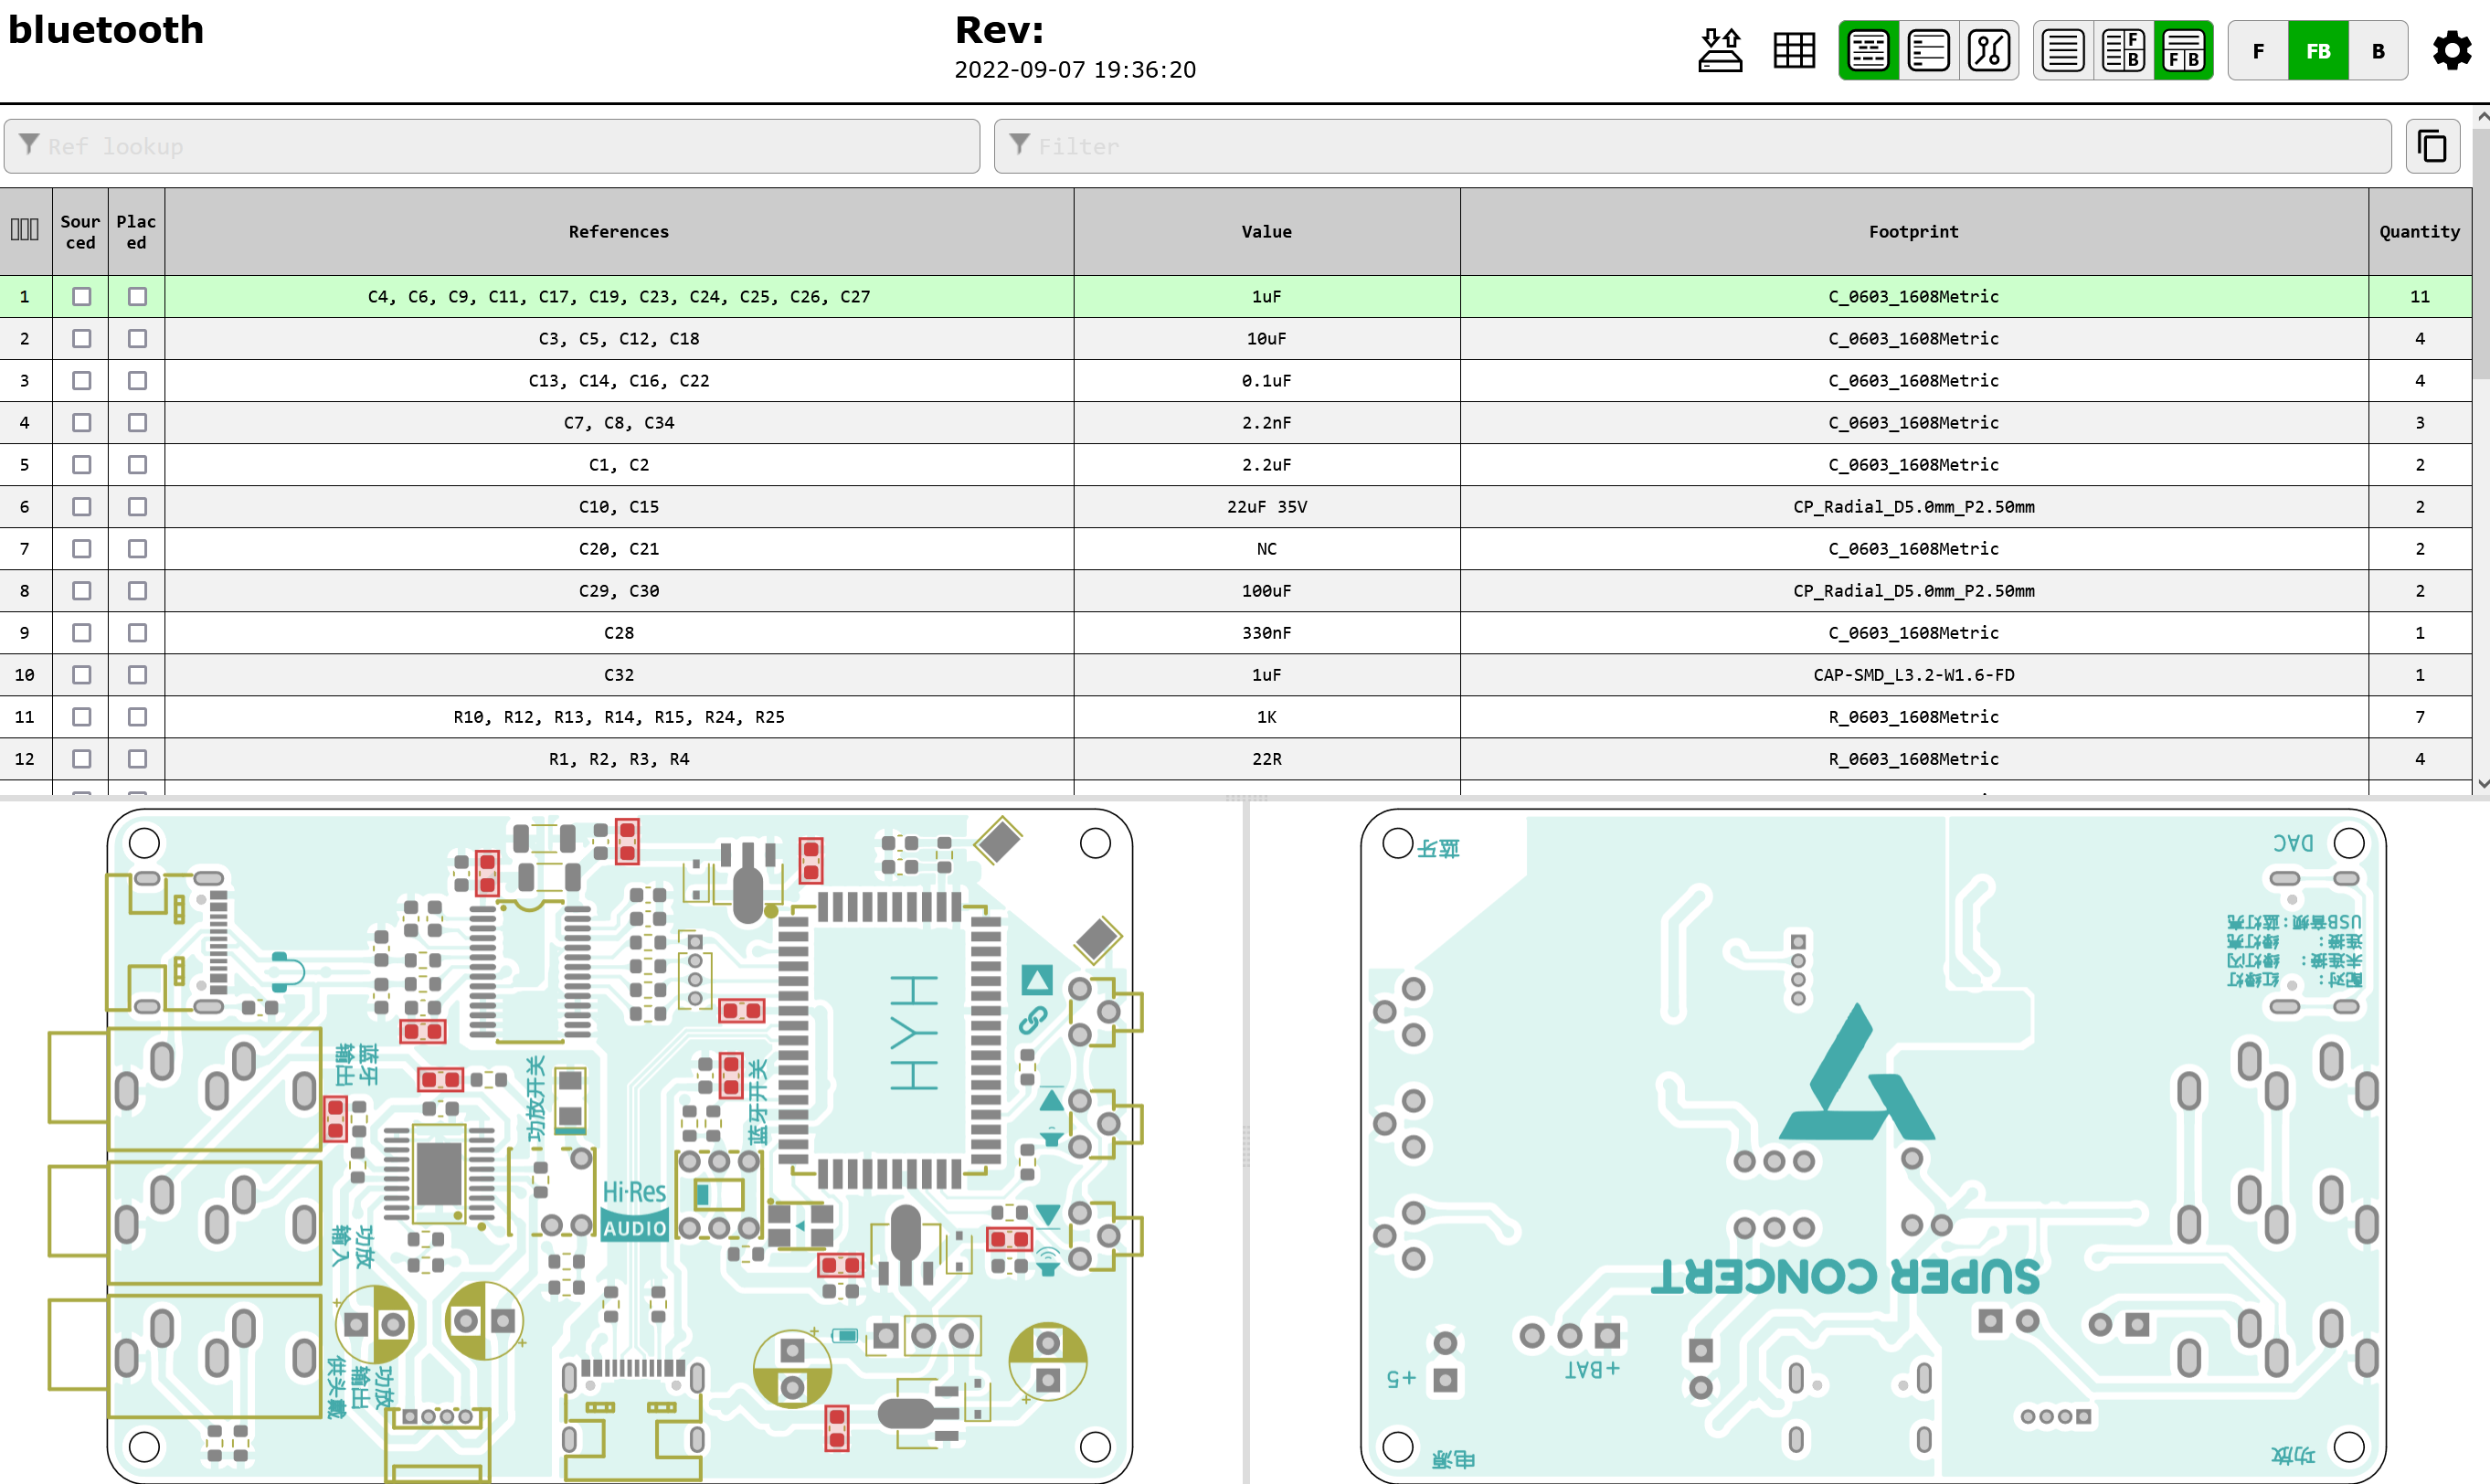 bluetooth
Rev:
2022-09-07 19:36:20
F B
F B
F FB B
Ref lookup
Filter
Sourced Placed References Value Footprint Quantity
1 C4, C6, C9, C11, C17, C19, C23, C24, C25, C26, C27 1uF C_0603_1608Metric 11
2 C3, C5, C12, C18 10uF C_0603_1608Metric 4
3 C13, C14, C16, C22 0.1uF C_0603_1608Metric 4
4 C7, C8, C34 2.2nF C_0603_1608Metric 3
5 C1, C2 2.2uF C_0603_1608Metric 2
6 C10, C15 22uF 35V CP_Radial_D5.0mm_P2.50mm 2
7 C20, C21 NC C_0603_1608Metric 2
8 C29, C30 100uF CP_Radial_D5.0mm_P2.50mm 2
9 C28 330nF C_0603_1608Metric 1
10 C32 1uF CAP-SMD_L3.2-W1.6-FD 1
11 R10, R12, R13, R14, R15, R24, R25 1K R_0603_1608Metric 7
12 R1, R2, R3, R4 22R R_0603_1608Metric 4
HYH
蓝牙
输出
功放开关
蓝牙开关
Hi-Res
AUDIO
功放
输入
功放
输出
供头戴
蓝牙
DAC
USB音频:蓝灯亮
连接: 绿灯亮
未连接: 绿灯闪
配对: 红绿灯
SUPER CONCERT
+5
+BAT
电源
功放